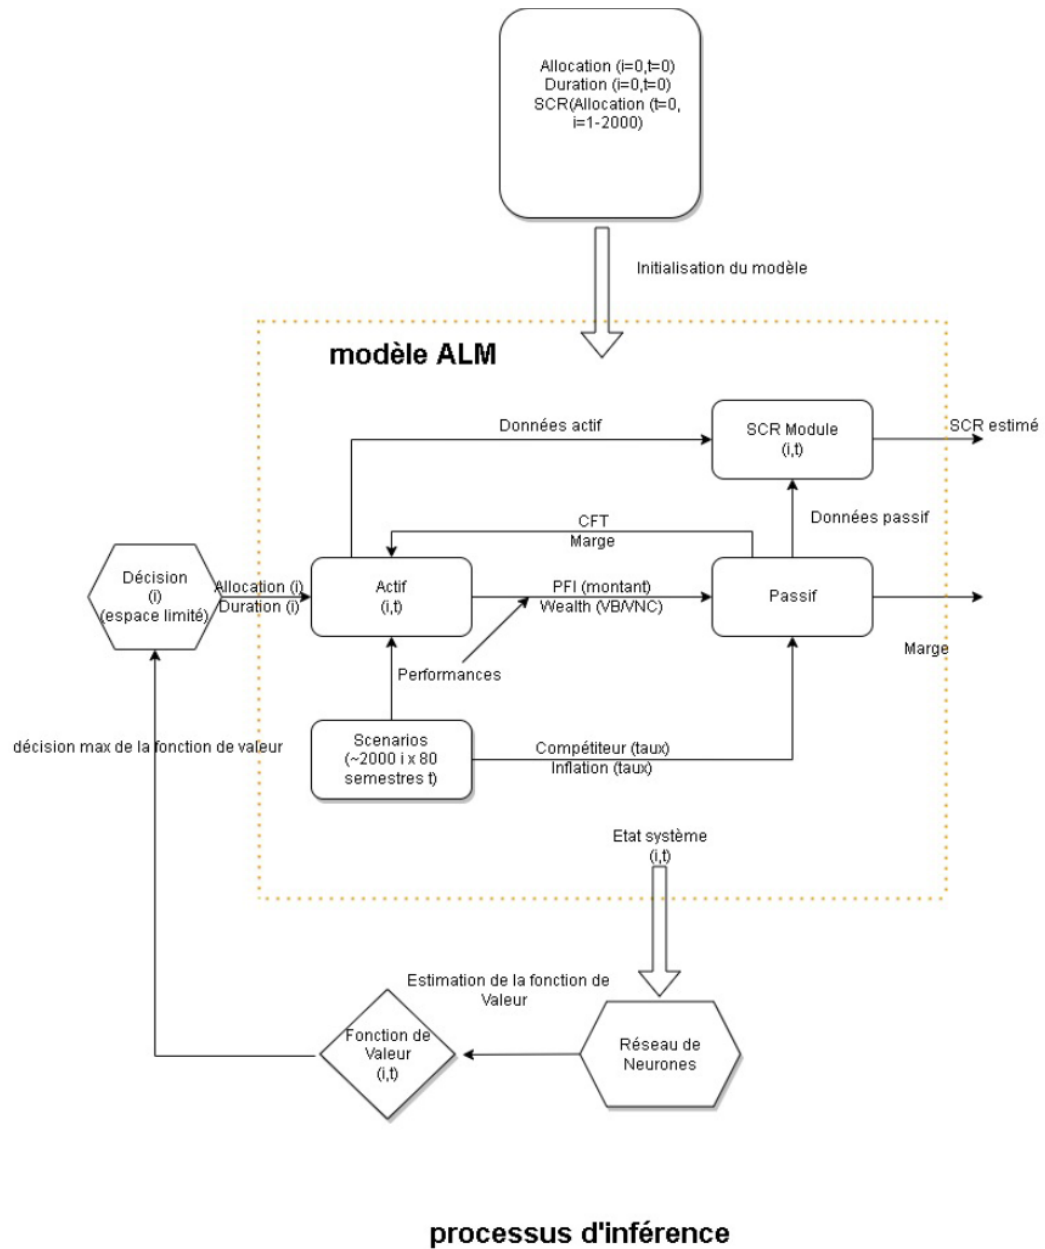 Allocation (i=0,t=0)
Duration (i=0,t=0)
SCR(Allocation (t=0,
i=1-2000)
Initialisation du modèle
modèle ALM
Données actif
SCR Module
(i,t)
SCR estimé
Données passif
CFT
Marge
Décision
(i)
(espace limité)
Allocation (i)
Duration (i)
Actif
(i,t)
PFI (montant)
Wealth (VB/VNC)
Passif
Marge
Performances
décision max de la fonction de valeur
Scenarios
(~2000 i x 80
semestres t)
Compétiteur (taux)
Inflation (taux)
Etat système
(i,t)
Estimation de la fonction de
Valeur
Fonction de
Valeur
(i,t)
Réseau de
Neurones
processus d'inférence